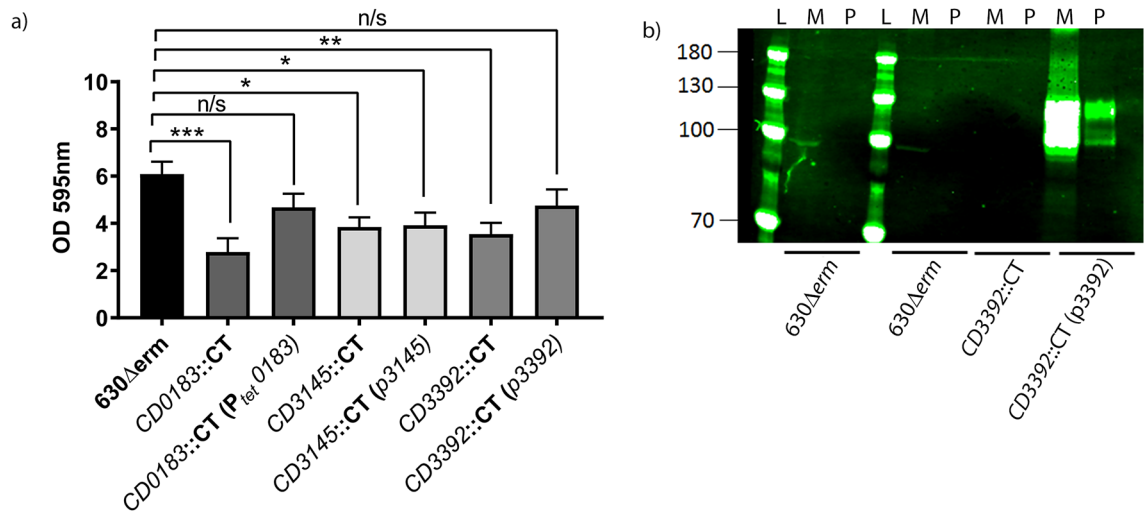 a)
n/s
**
*
*
n/s
***
OD 595nm
10
8
6
4
2
0
630Δerm
CD0183::CT
CD0183::CT (Ptet 0183)
CD3145::CT
CD3145::CT (p3145)
CD3392::CT
CD3392::CT (p3392)
b)
L M P L M P M P M P
180
130
100
70
630Δerm
630Δerm
CD3392::CT
CD3392::CT (p3392)